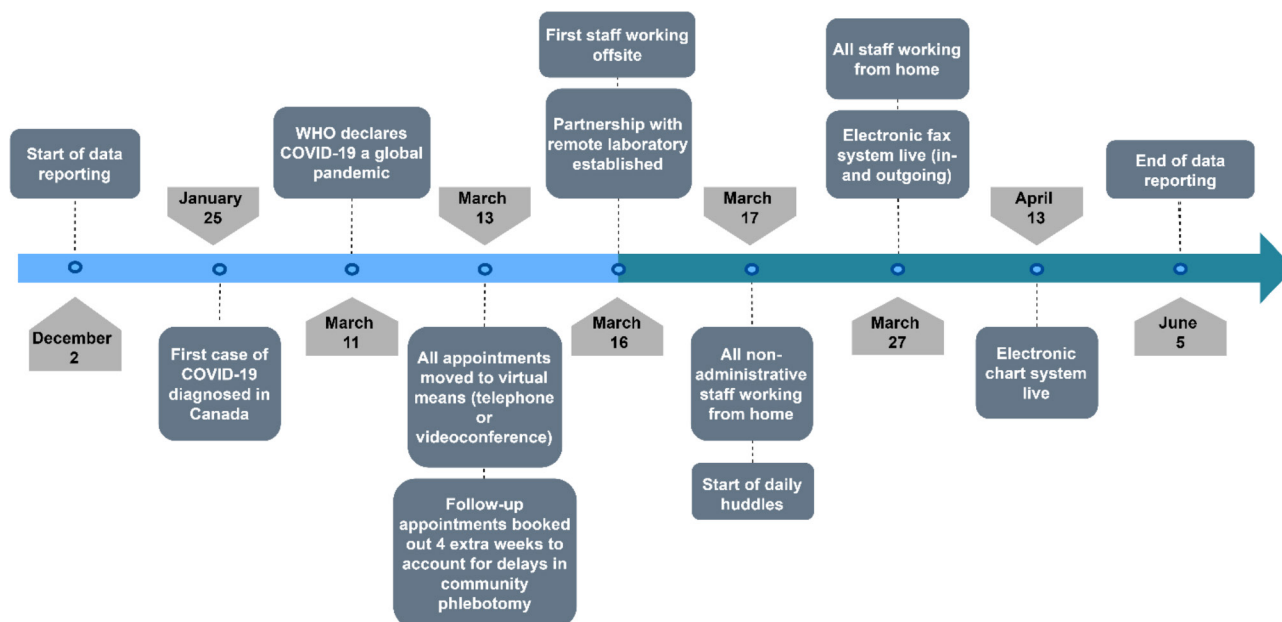 First staff working
offsite
All staff working
from home
WHO declares
COVID-19 a global
pandemic
Partnership with
remote laboratory
established
Electronic fax
system live (in-
and outgoing)
Start of data
reporting
End of data
reporting
January
25
March
13
March
17
April
13
December
2
March
11
March
16
March
27
June
5
First case of
COVID-19
diagnosed in
Canada
All appointments
moved to virtual
means (telephone
or
videoconference)
All non-
administrative
staff working
from home
Electronic
chart system
live
Follow-up
appointments booked
out 4 extra weeks to
account for delays in
community
phlebotomy
Start of daily
huddles